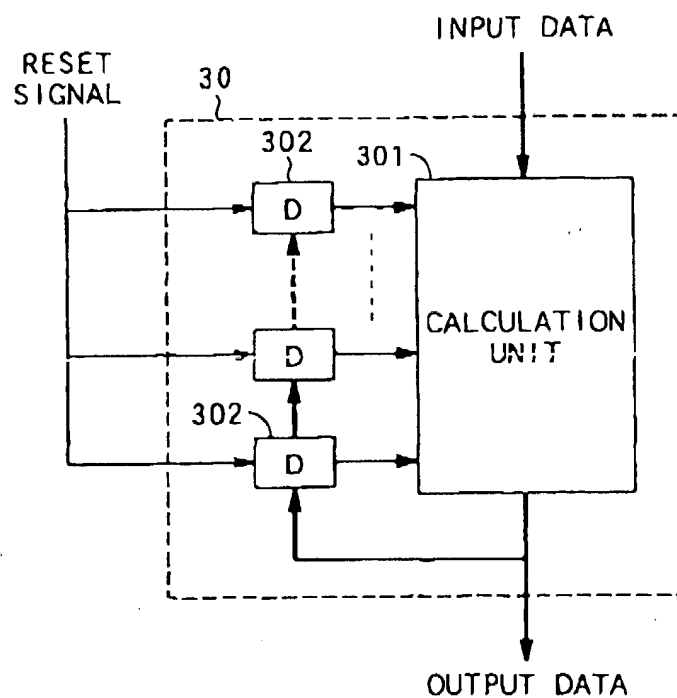 INPUT DATA
RESET
SIGNAL
30
302
301
D
CALCULATION
UNIT
D
302
D
OUTPUT DATA